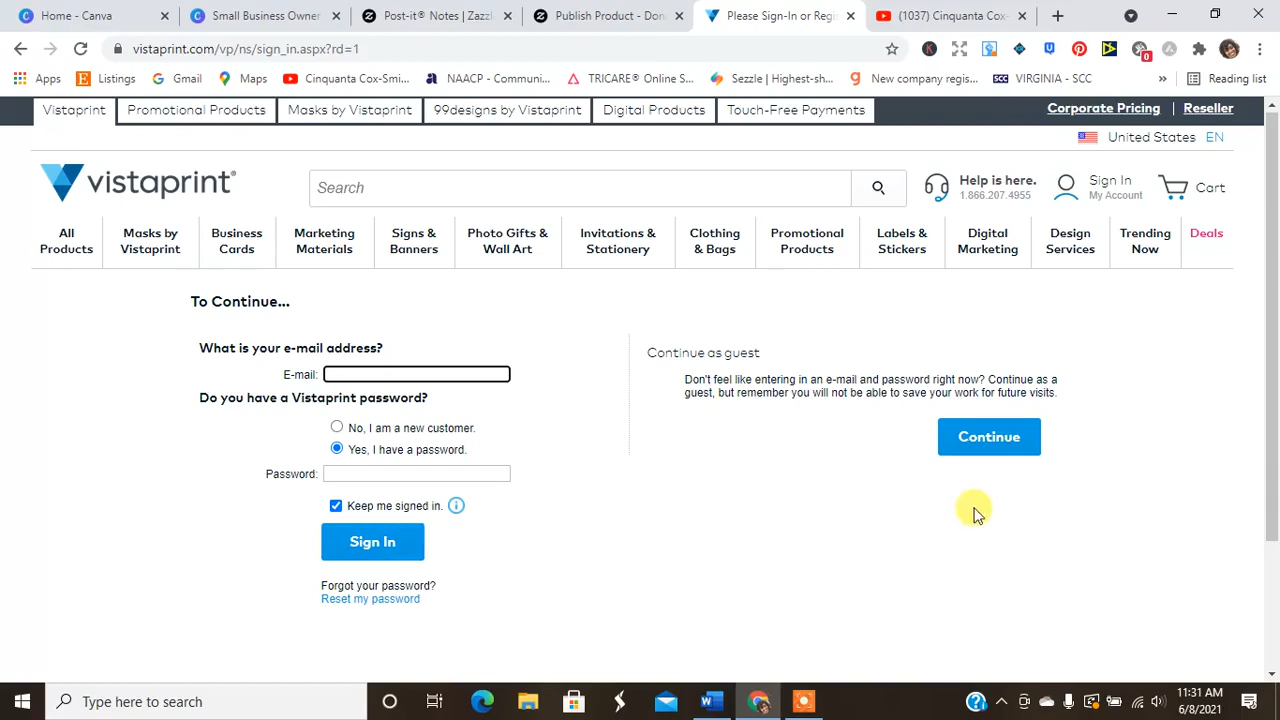 Home - Canva
Small Business Owner
Post-it® Notes | Zazzl
Publish Product - Don
Please Sign-In or Regi
(1037) Cinquanta Cox-
vistaprint.com/vp/ns/sign_in.aspx?rd=1
0
Apps
Listings
Gmail
Maps
Cinquanta Cox-Smi...
NAACP - Communi...
TRICARE® Online S...
Sezzle | Highest-sh...
New company regis...
SCC VIRGINIA - SCC
»
Reading list
Vistaprint
Promotional Products
Masks by Vistaprint
99designs by Vistaprint
Digital Products
Touch-Free Payments
Corporate Pricing | Reseller
United States EN
vistaprint®
Search
Help is here.
1.866.207.4955
Sign In
My Account
Cart
All Products
Masks by Vistaprint
Business Cards
Marketing Materials
Signs & Banners
Photo Gifts & Wall Art
Invitations & Stationery
Clothing & Bags
Promotional Products
Labels & Stickers
Digital Marketing
Design Services
Trending Now
Deals
To Continue...
What is your e-mail address?
E-mail:
Do you have a Vistaprint password?
No, I am a new customer.
Yes, I have a password.
Password:
Keep me signed in.
Sign In
Forgot your password?
Reset my password
Continue as guest
Don't feel like entering in an e-mail and password right now? Continue as a
guest, but remember you will not be able to save your work for future visits.
Continue
Type here to search
11:31 AM
6/8/2021